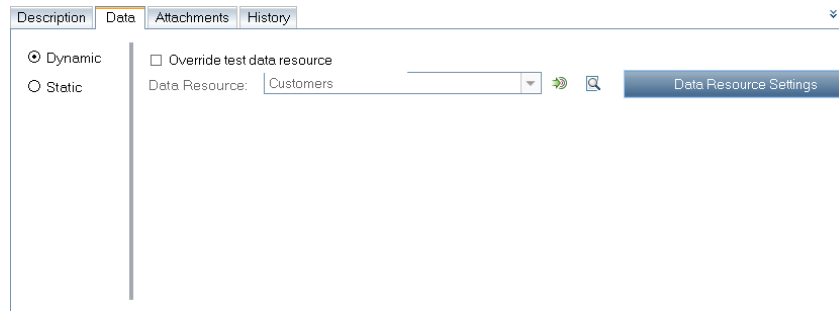 Description Data Attachments History
Dynamic
Override test data resource
Static
Data Resource: Customers Data Resource Settings